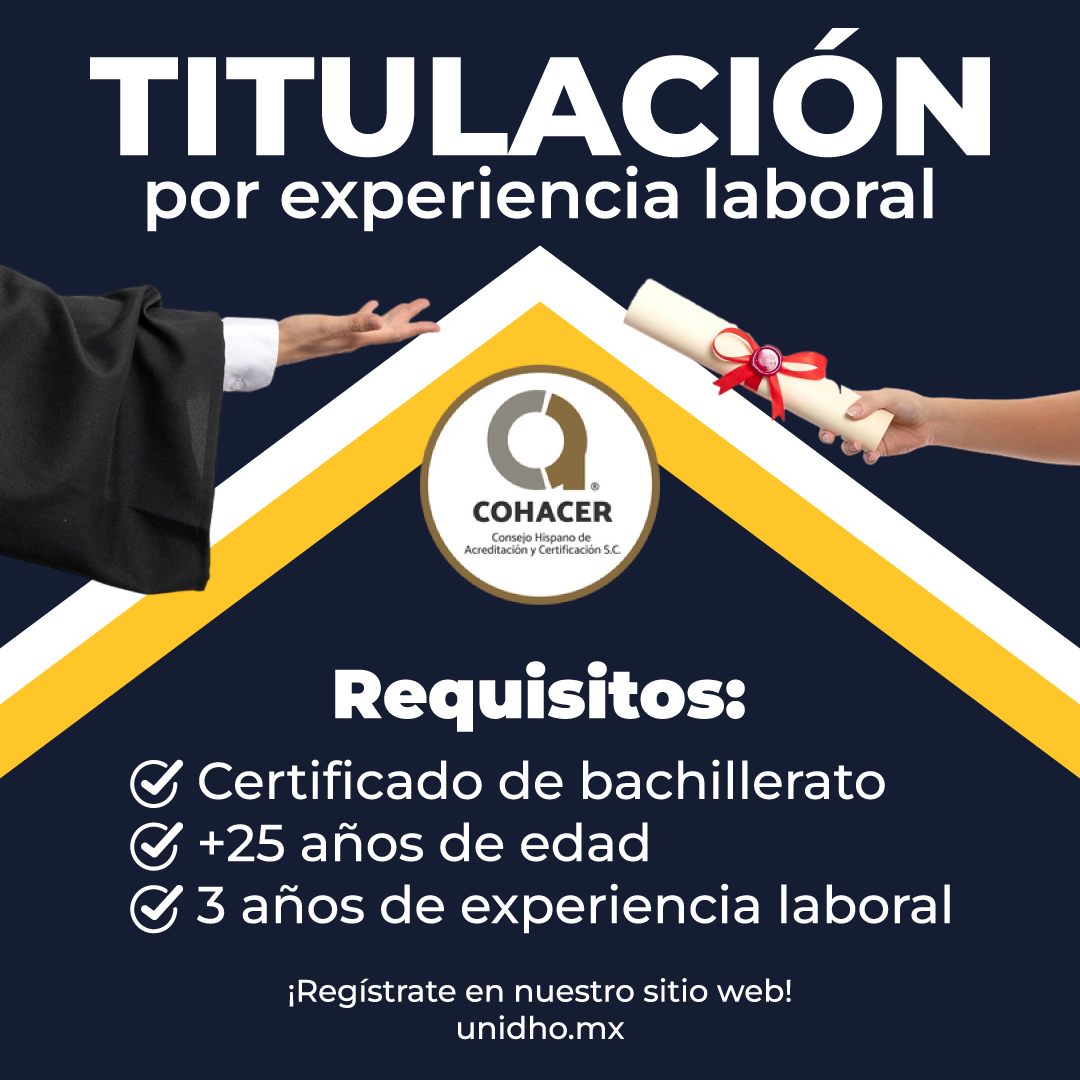 TITULACIÓN
por experiencia laboral
®
COHACER
Consejo Hispano de
Acreditación y Certificación S.C.
Requisitos:
Certificado de bachillerato
+25 años de edad
3 años de experiencia laboral
¡Regístrate en nuestro sitio web!
unidho.mx